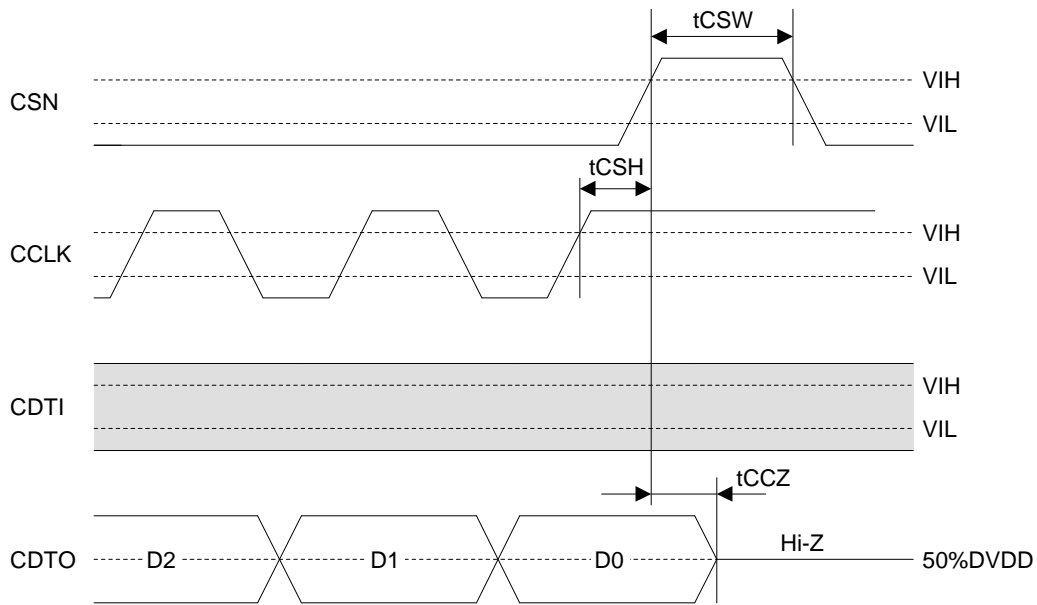 tCSW
CSN
VIH
VIL
tCSH
CCLK
VIH
VIL
CDTI
VIH
VIL
tCCZ
CDTO
D2
D1
D0
Hi-Z
50%DVDD